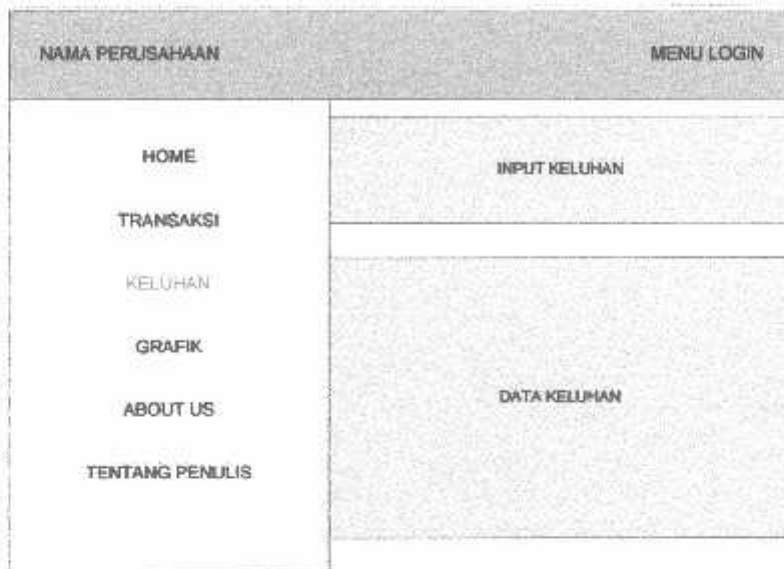 NAMA PERUSAHAAN
MENU LOGIN
HOME
TRANSAKSI
KELUHAN
GRAFIK
ABOUT US
TENTANG PENULIS
INPUT KELUHAN
DATA KELUHAN